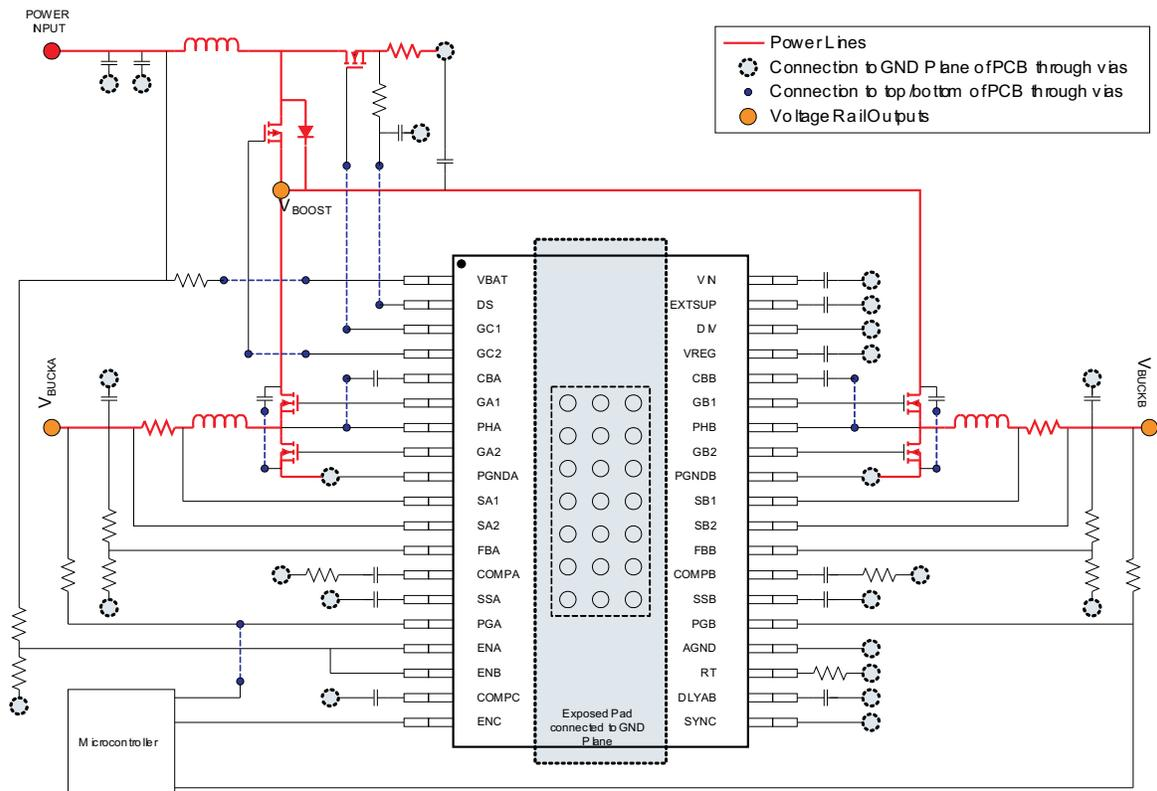 POWER
INPUT
Power Lines
Connection to GND Plane of PCB through vias
Connection to top/bottom of PCB through vias
Voltage Rail Outputs
V BOOST
VBAT
DS
GC1
GC2
CBA
GA1
PHA
GA2
PGNDA
SA1
SA2
FBA
COMPA
SSA
PGA
ENA
ENB
COMPC
ENC
VIN
EXTSUP
DIV
VREG
CBB
GB1
PHB
GB2
PGNDB
SB1
SB2
FBB
COMPB
SSB
PGB
AGND
RT
DLYAB
SYNC
VBUCKA
VBUCKB
Exposed Pad
connected to GND
Plane
Microcontroller